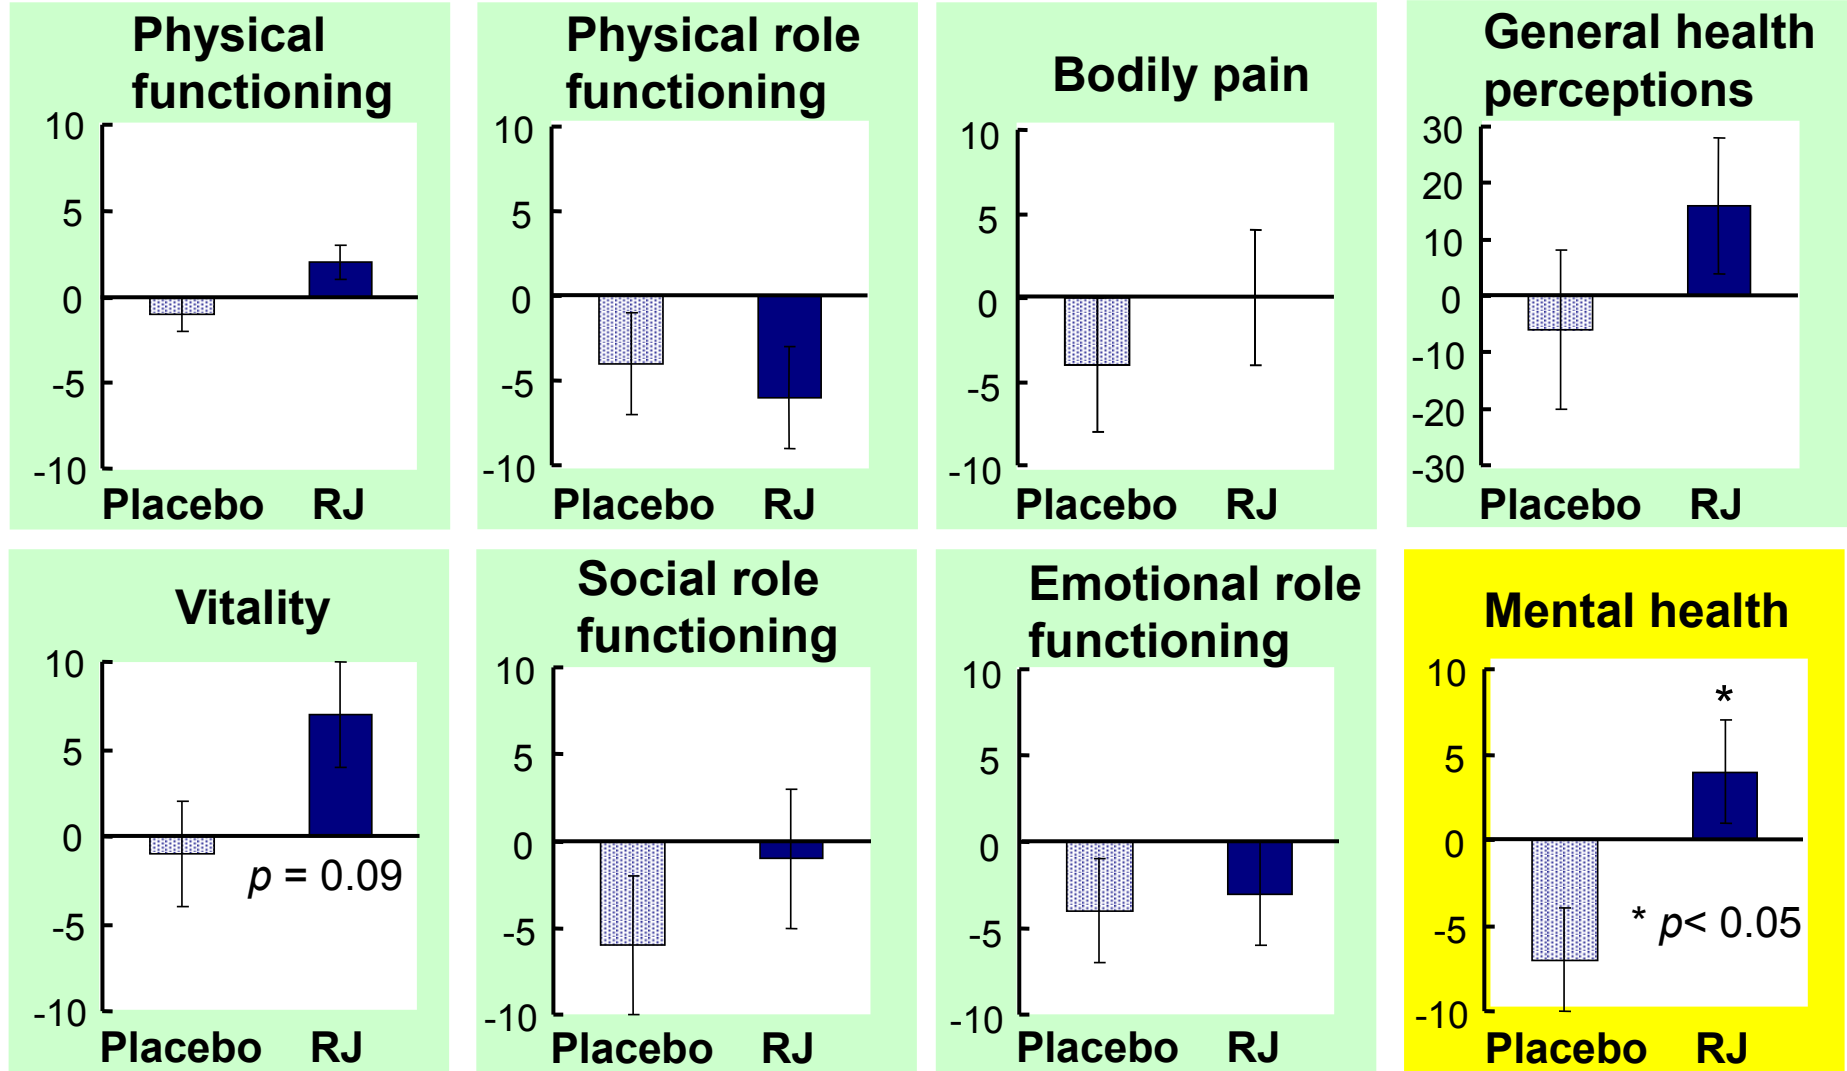 Physical
functioning
10
5
0
-5
-10
Placebo RJ
Physical role
functioning
10
5
0
-5
-10
Placebo RJ
Bodily pain
10
5
0
-5
-10
Placebo RJ
General health
perceptions
30
20
10
0
-10
-20
-30
Placebo RJ
Vitality
10
5
0
-5
-10
p = 0.09
Placebo RJ
Social role
functioning
10
5
0
-5
-10
Placebo RJ
Emotional role
functioning
10
5
0
-5
-10
Placebo RJ
Mental health
10
5
0
-5
-10
*
* p< 0.05
Placebo RJ